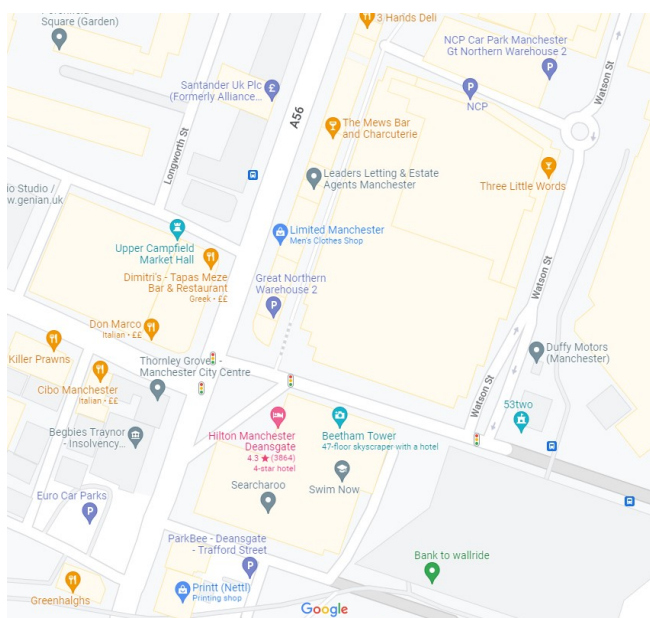 Square (Garden)
3 Hands Deli
NCP Car Park Manchester
Gt Northern Warehouse 2
Watson St
Santander Uk Plc
(Formerly Alliance...
NCP
A56
The Mews Bar
and Charcuterie
Longworth St
Leaders Letting & Estate
Agents Manchester
Three Little Words
io Studio /
w.genian.uk
Limited Manchester
Men's Clothes Shop
Upper Campfield
Market Hall
Dimitri's - Tapas Meze
Bar & Restaurant
Greek · ££
Great Northern
Warehouse 2
Watson St
Don Marco
Italian · ££
Killer Prawns
Thornley Groves -
Manchester City Centre
Duffy Motors
(Manchester)
Cibo Manchester
Italian · ££
Watson St
53two
Begbies Traynor
- Insolvency...
Hilton Manchester
Deansgate
4.3 ★ (3864)
4-star hotel
Beetham Tower
47-floor skyscraper with a hotel
Searcharoo
Swim Now
Euro Car Parks
ParkBee - Deansgate
- Trafford Street
Bank to wallride
Greenhalghs
Printt (Nettl)
Printing shop
Google